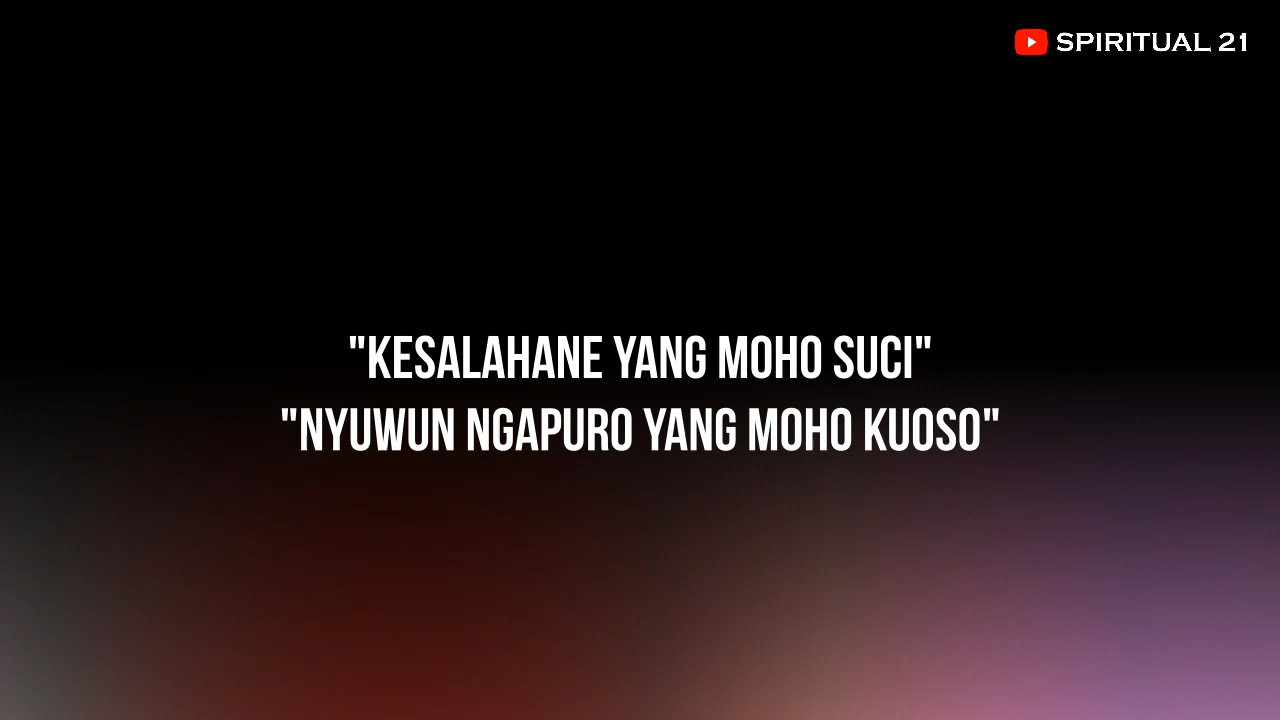 SPIRITUAL 21
"KESALAHANE YANG MOHO SUCI"
"NYUWUN NGAPURO YANG MOHO KUOSO"